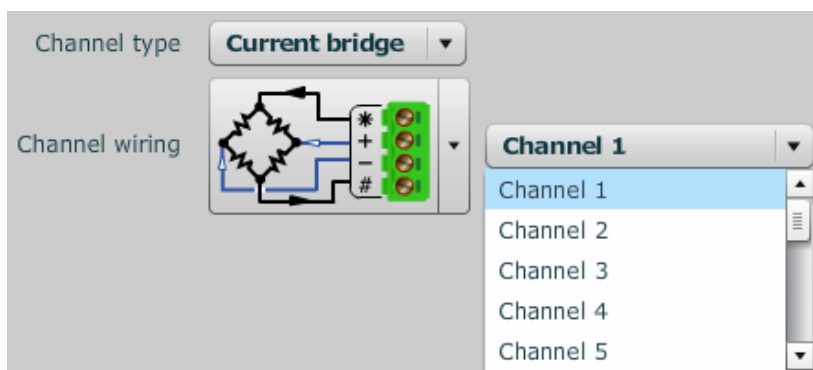 Channel type
Current bridge
Channel wiring
*
+
−
#
Channel 1
Channel 1
Channel 2
Channel 3
Channel 4
Channel 5